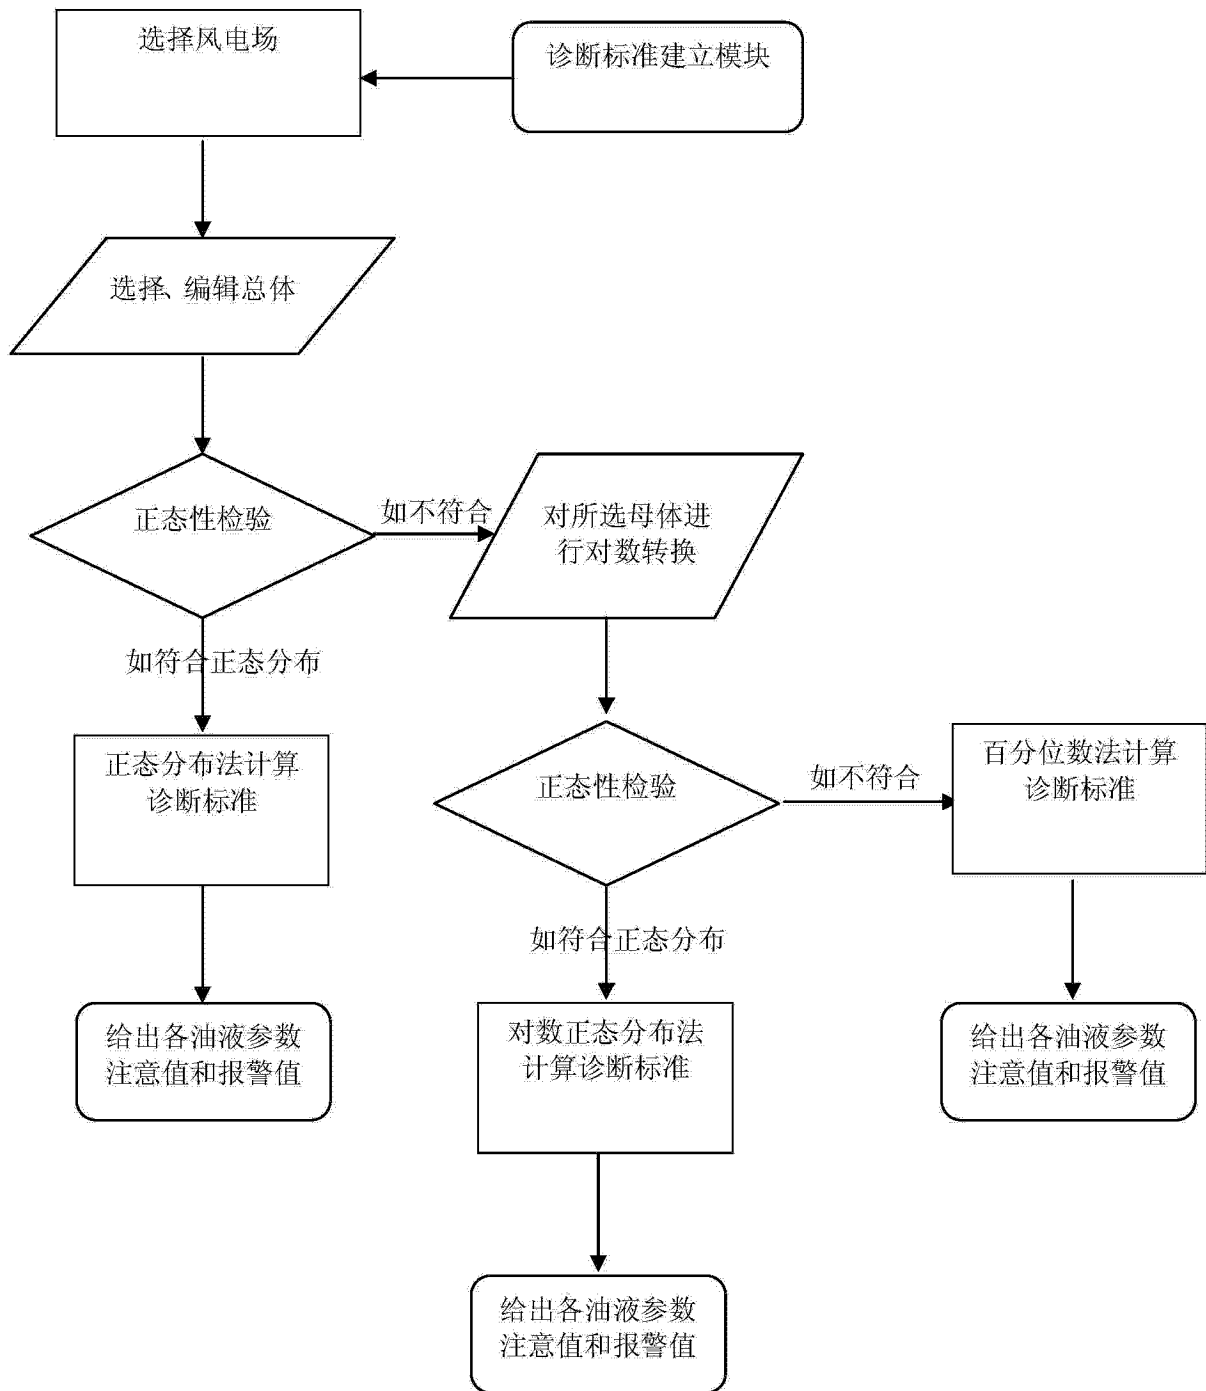 选择风电场
诊断标准建立模块
选择、编辑总体
正态性检验
如不符合
对所选母体进
行对数转换
如符合正态分布
正态分布法计算
诊断标准
正态性检验
如不符合
百分位数法计算
诊断标准
如符合正态分布
给出各油液参数
注意值和报警值
对数正态分布法
计算诊断标准
给出各油液参数
注意值和报警值
给出各油液参数
注意值和报警值